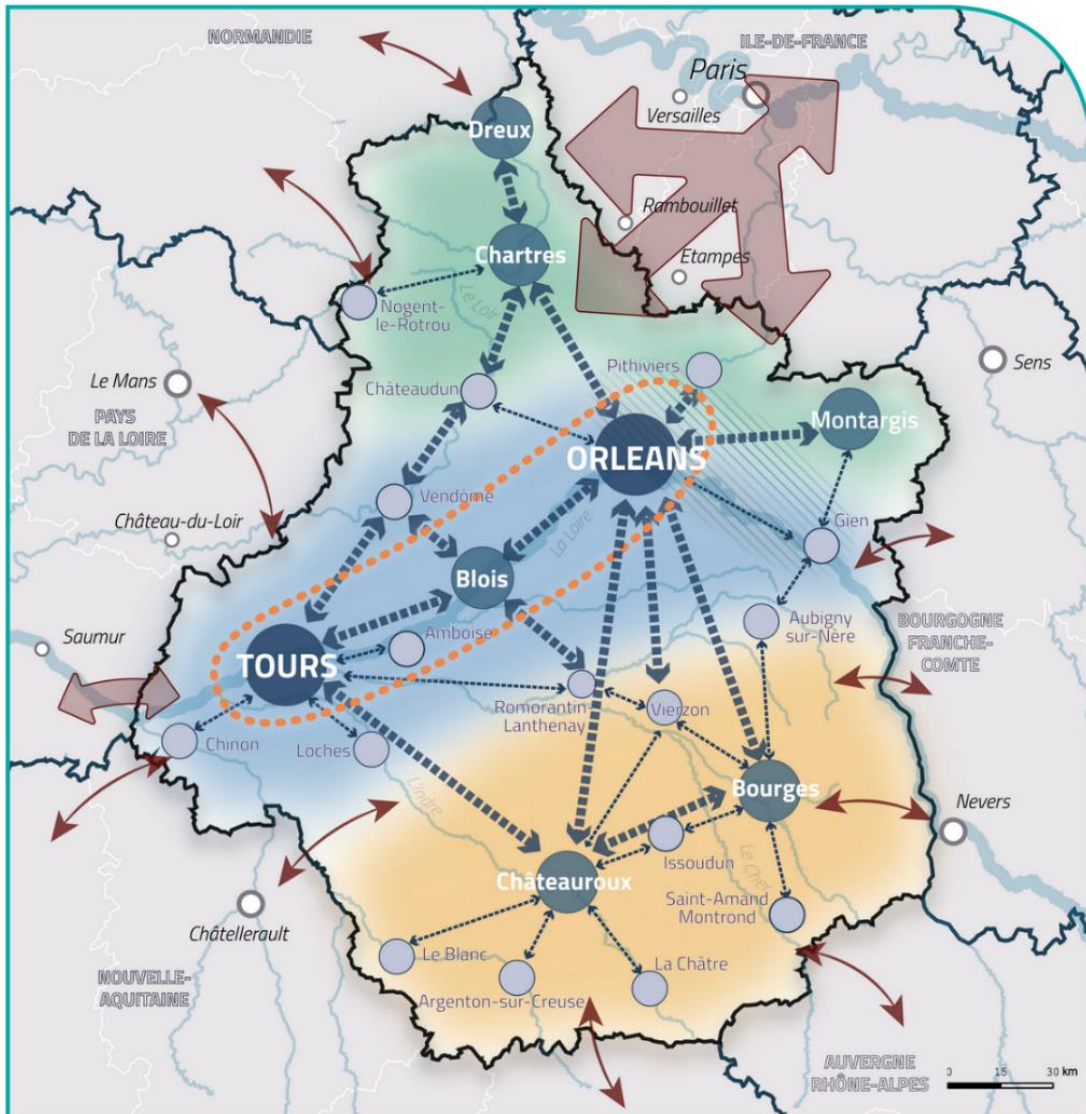 NORMANDIE
ILE-DE-FRANCE
Paris
Versailles
Dreux
Rambouillet
Chartres
Etampes
Nogent-
le-Rotrou
Le Loir
Pithiviers
Sens
Le Mans
Châteaudun
PAYS
DE LA LOIRE
Montargis
ORLEANS
Vendôme
Château-du-Loir
La Loire
Gien
Blois
Aubigny
sur-Nère
BOURGOGNE
FRANCHE-
COMTE
Saumur
Amboise
TOURS
Romorantin-
Lanthenay
Vierzon
Chinon
Loches
L'Indre
Bourges
Nevers
Issoudun
Le Cher
Châteauroux
Saint-Amand
Montrond
Châtellerault
Le Blanc
La Châtre
NOUVELLE-
AQUITAINE
Argenton-sur-Creuse
AUVERGNE
RHÔNE-ALPES
0 15 30 km